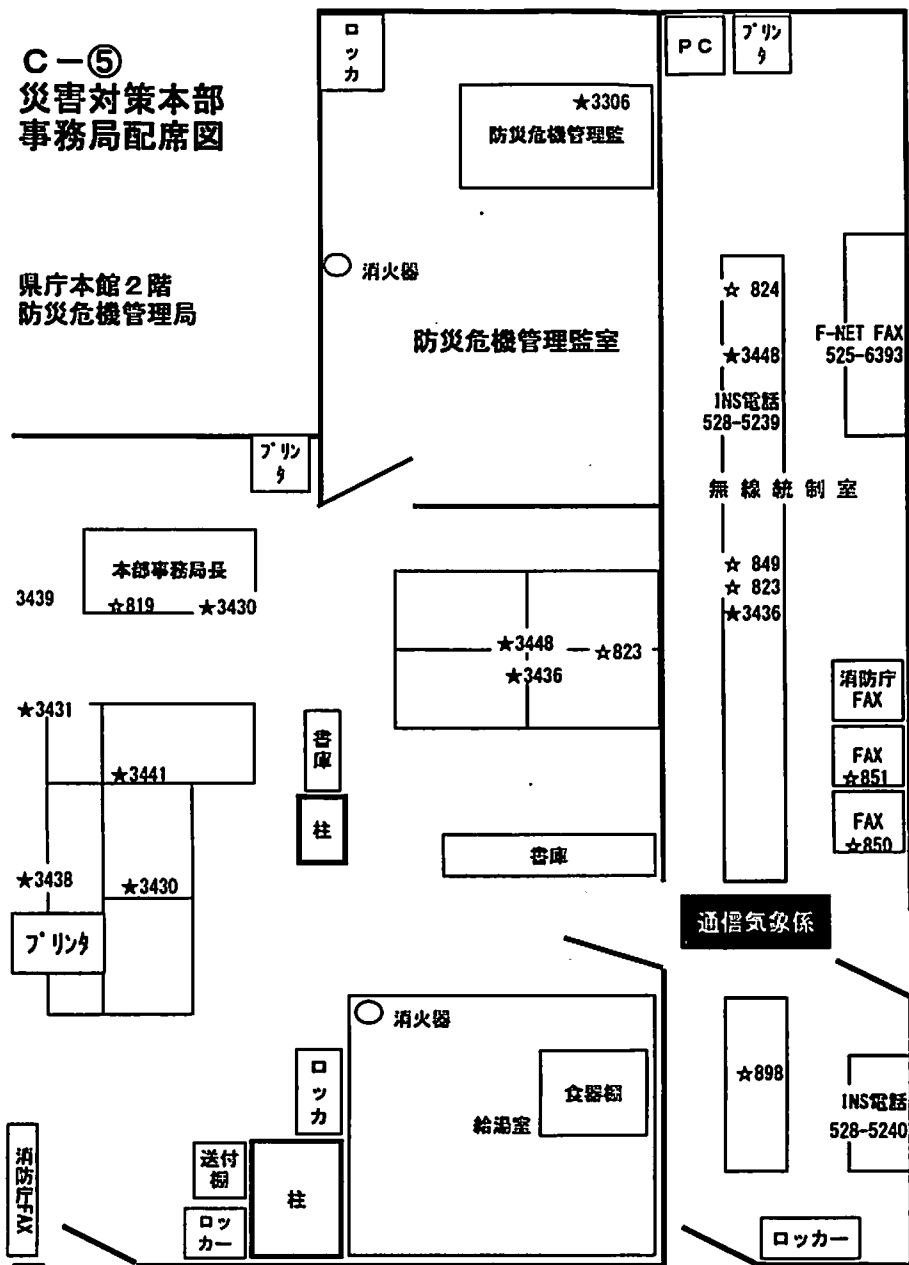 C-⑤
災害対策本部
事務局配席図
県庁本館2階
防災危機管理局
ロッカ
★3306
防災危機管理監
消火器
防災危機管理監室
プリンタ
PC
プリンタ
☆ 824
★3448
INS電話
528-5239
F-NET FAX
525-6393
無線統制室
☆ 849
☆ 823
★3436
消防庁
FAX
FAX
☆851
FAX
☆850
本部事務局長
3439
☆819 ★3430
★3448
☆823
★3436
★3431
★3441
書庫
柱
書庫
★3438
★3430
プリンタ
通信気象係
消火器
食器棚
給湯室
ロッカ
送付
棚
柱
ロッ
カー
消防庁FAX
☆898
INS電話
528-5240
ロッカー